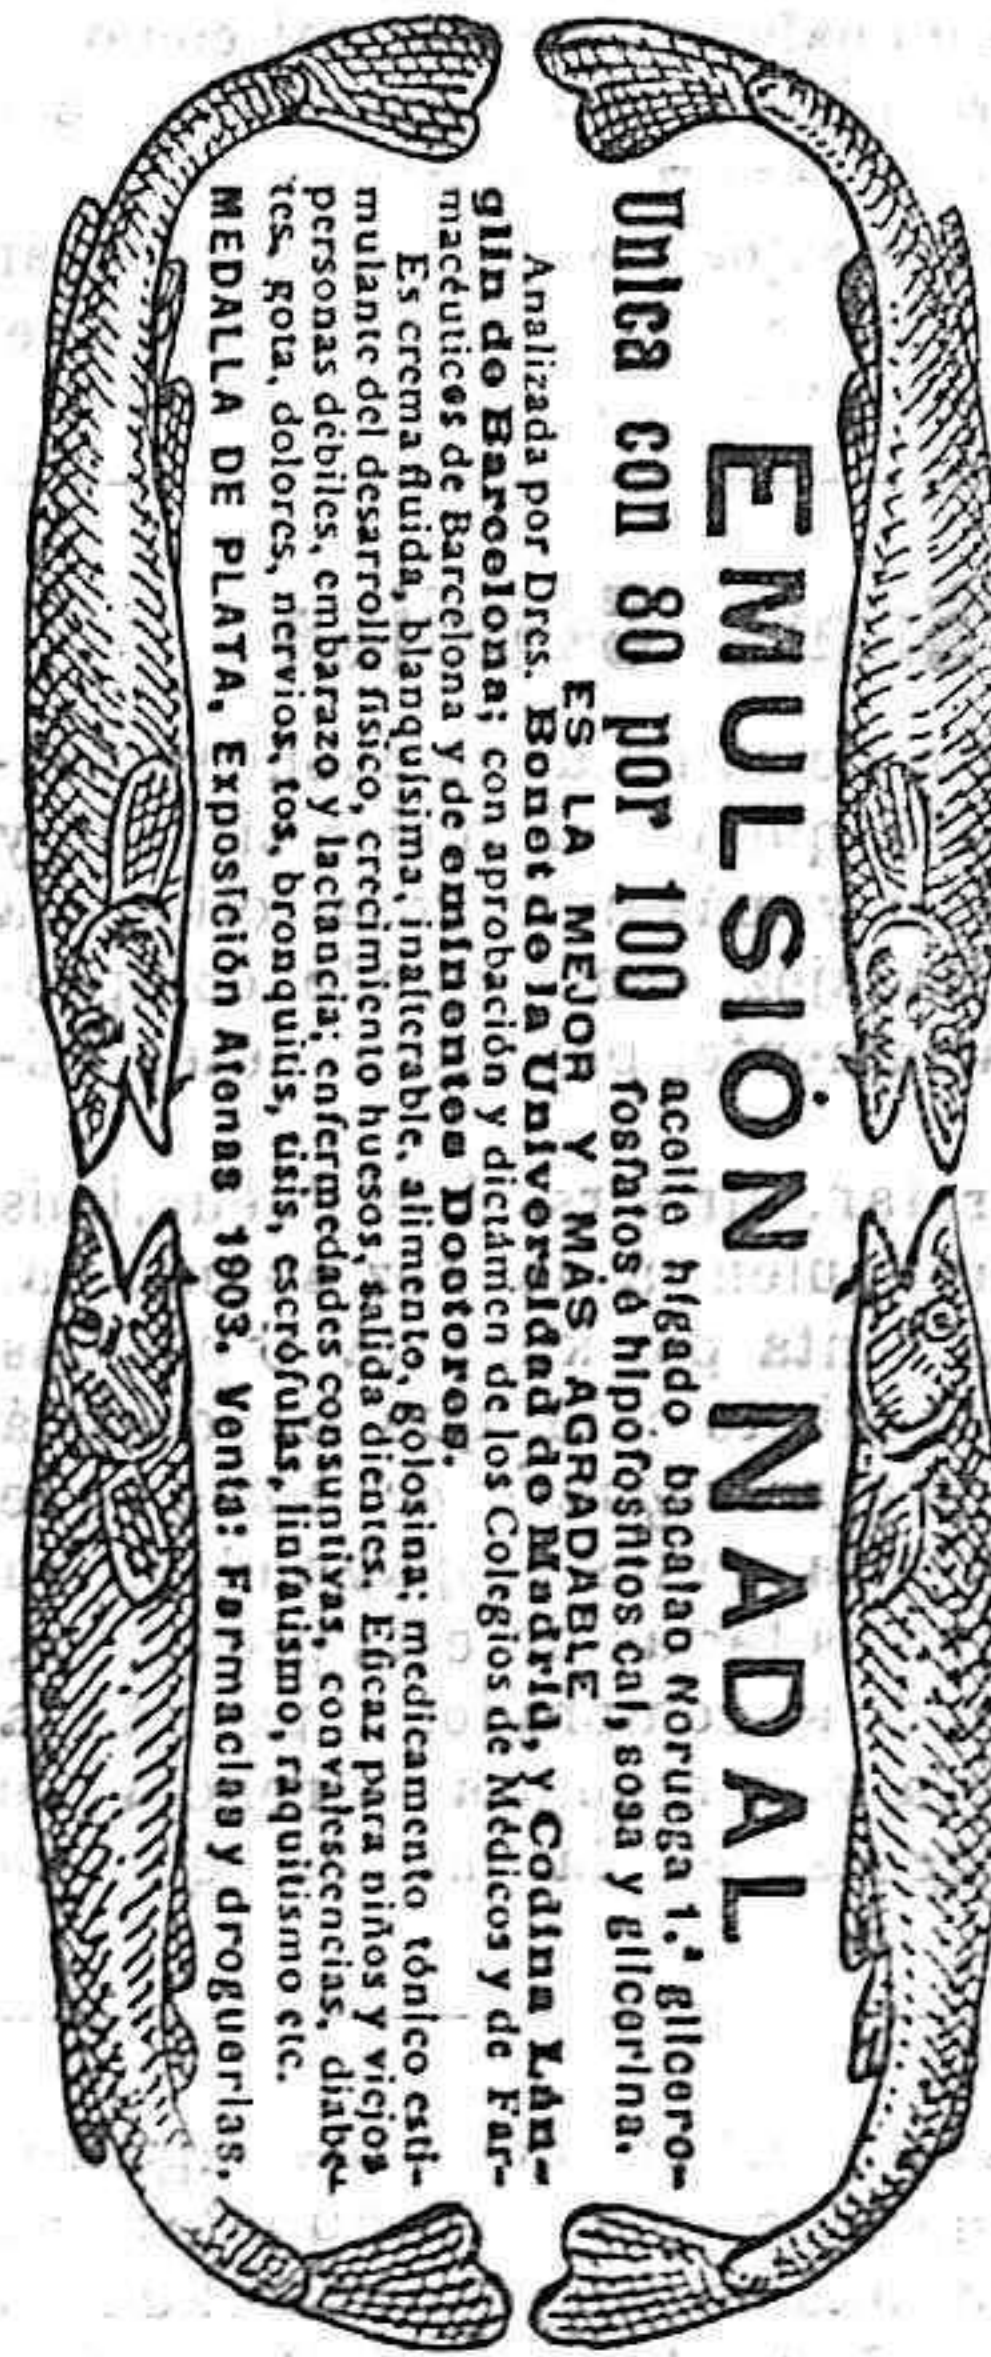 EMULSIÓN NADAL
Unica con 80 por 100 aceite hígado bacalao Noruega 1.ª glicero-
fosfatos é hipofosfitos cal, sosa y glicerina.
ES LA MEJOR Y MÁS AGRADABLE
Analizada por Dres. Bonet de la Universidad de Madrid, y Codina Län-
glin de Barcelona; con aprobación y dictámen de los Colegios de Médicos y de Far-
macéuticos de Barcelona y de eminentes Doctores.
Es crema fluida, blanquísima, inalterable, alimento, golosina; medicamento tónico esti-
mulante del desarrollo físico, crecimiento huesos, salida dientes. Eficaz para niños y viejos
personas débiles, embarazo y lactancia; enfermedades consuntivas, convalescencias, diabe-
tes, gota, dolores, nervios, tos, bronquitis, tisis, escrófulas, linfatismo, raquitismo etc.
MEDALLA DE PLATA, Exposición Atenas 1903. Venta: Farmacias y droguerías.